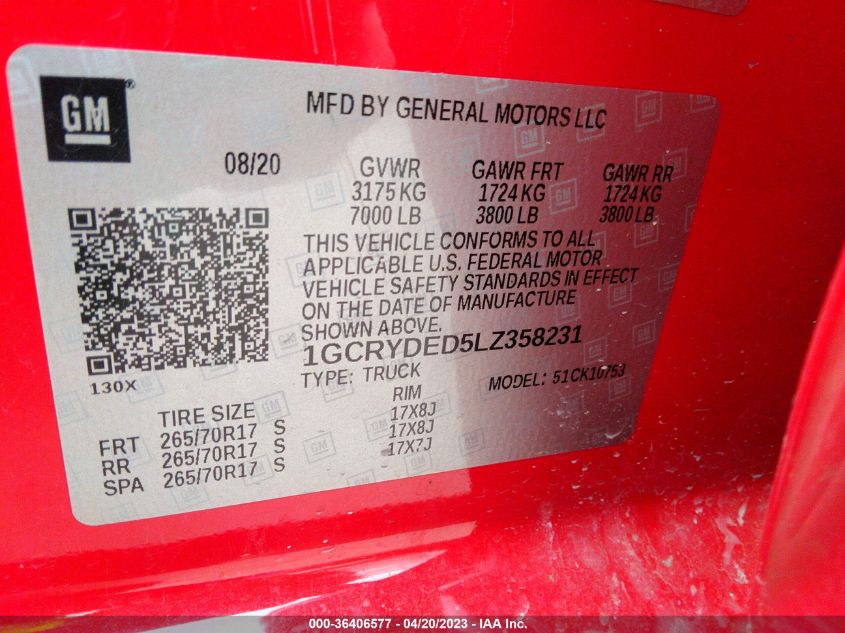 GM
MFD BY GENERAL MOTORS LLC
08/20 GVWR GAWR FRT GAWR RR
3175 KG 1724 KG 1724 KG
7000 LB 3800 LB 3800 LB
THIS VEHICLE CONFORMS TO ALL
APPLICABLE U.S. FEDERAL MOTOR
VEHICLE SAFETY STANDARDS IN EFFECT
ON THE DATE OF MANUFACTURE
SHOWN ABOVE.
1GCRYDED5LZ358231
130X
TYPE: TRUCK MODEL: 51CK10753
TIRE SIZE RIM
FRT 265/70R17 S 17X8J
RR 265/70R17 S 17X8J
SPA 265/70R17 S 17X7J
000-36406577 - 04/20/2023 - IAA Inc.